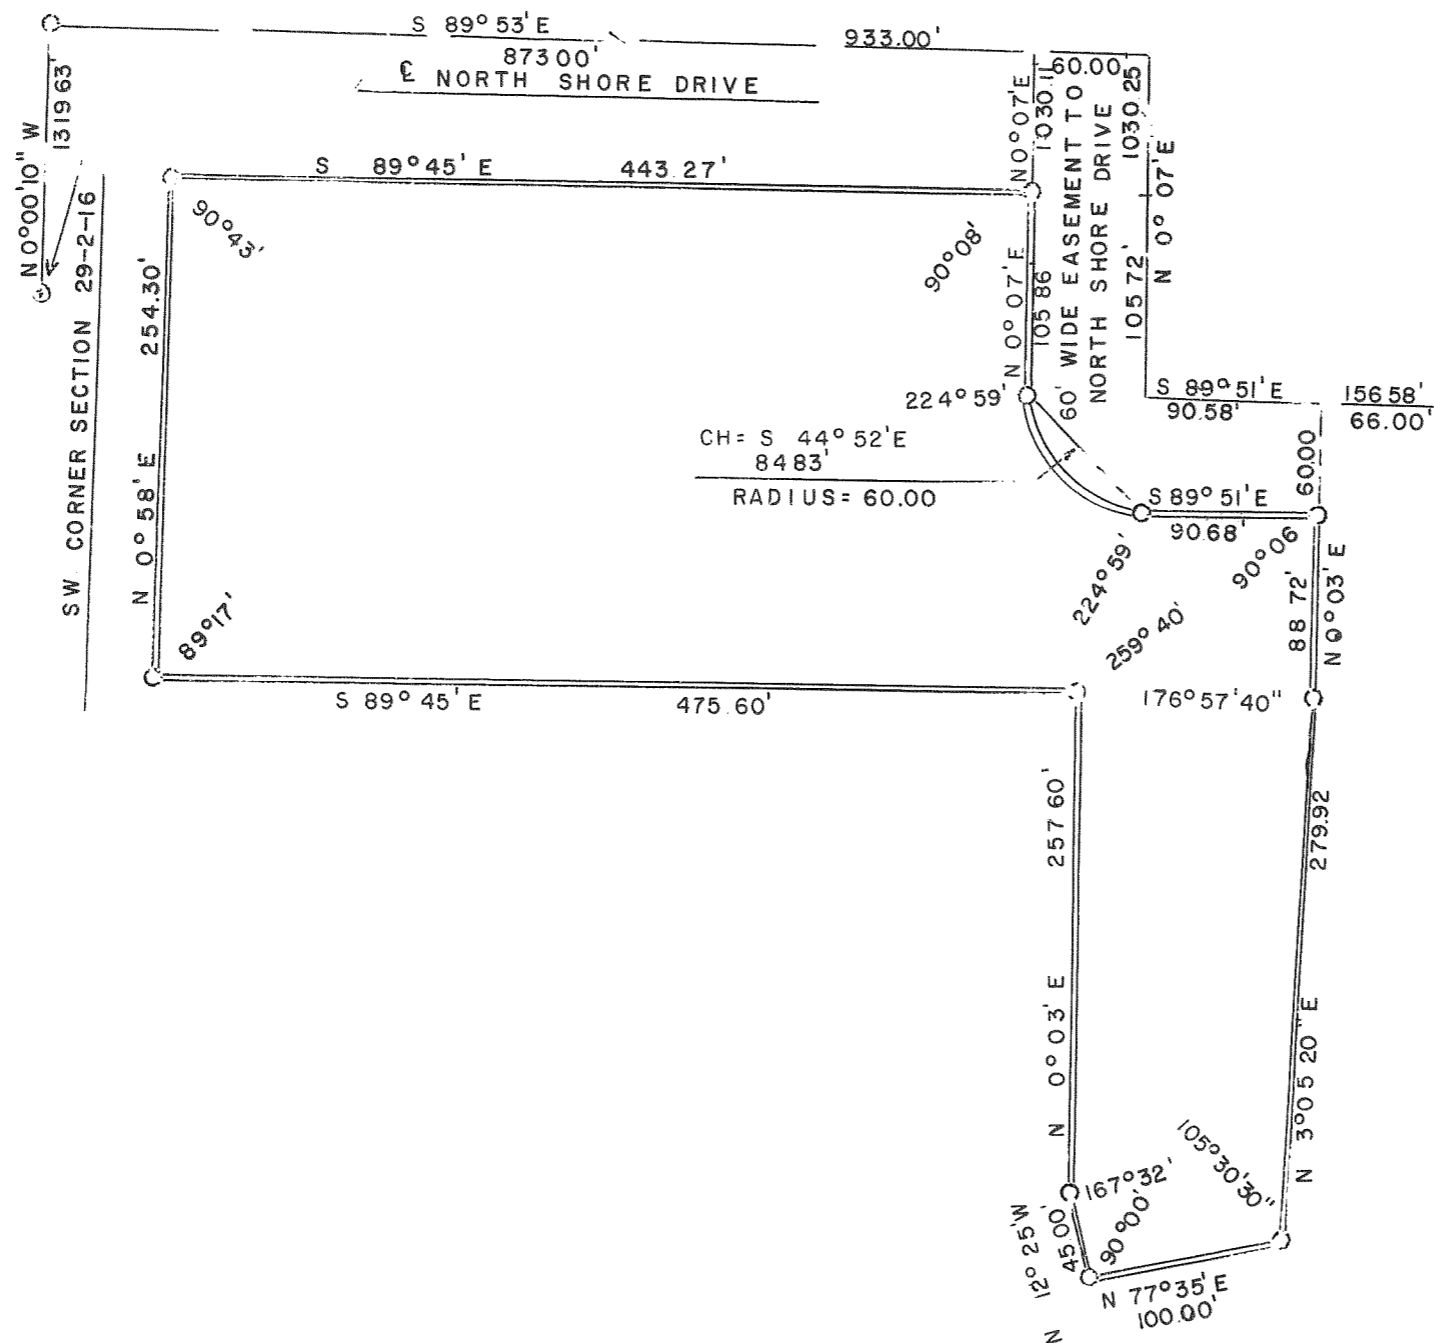 S 89° 53' E
933.00'
873 00'
℄ NORTH SHORE DRIVE
60.00'
N 0°00'10" W
1319 63'
N 0° 07' E
1030.11
60' WIDE EASEMENT TO
NORTH SHORE DRIVE
1030.25
N 0° 07' E
S 89° 45' E 443.27'
SW CORNER SECTION 29-2-16
90°43'
90°08'
254.30'
N 0° 07' E
105 86
105 72'
224° 59'
S 89° 51' E
90.58'
156 58'
66.00'
CH = S 44° 52' E
84 83'
RADIUS = 60.00
60.00
S 89° 51' E
90.68'
N 0° 58' E
224° 59'
90° 06
259° 40'
88 72'
N 0° 03' E
89°17'
S 89° 45' E 475.60'
176° 57' 40"
257 60'
279.92
N 0° 03' E
N 3° 05 20" E
105° 30' 30"
167° 32'
N 12° 25' W
45.00'
90° 00'
N 77° 35' E
100.00'
N